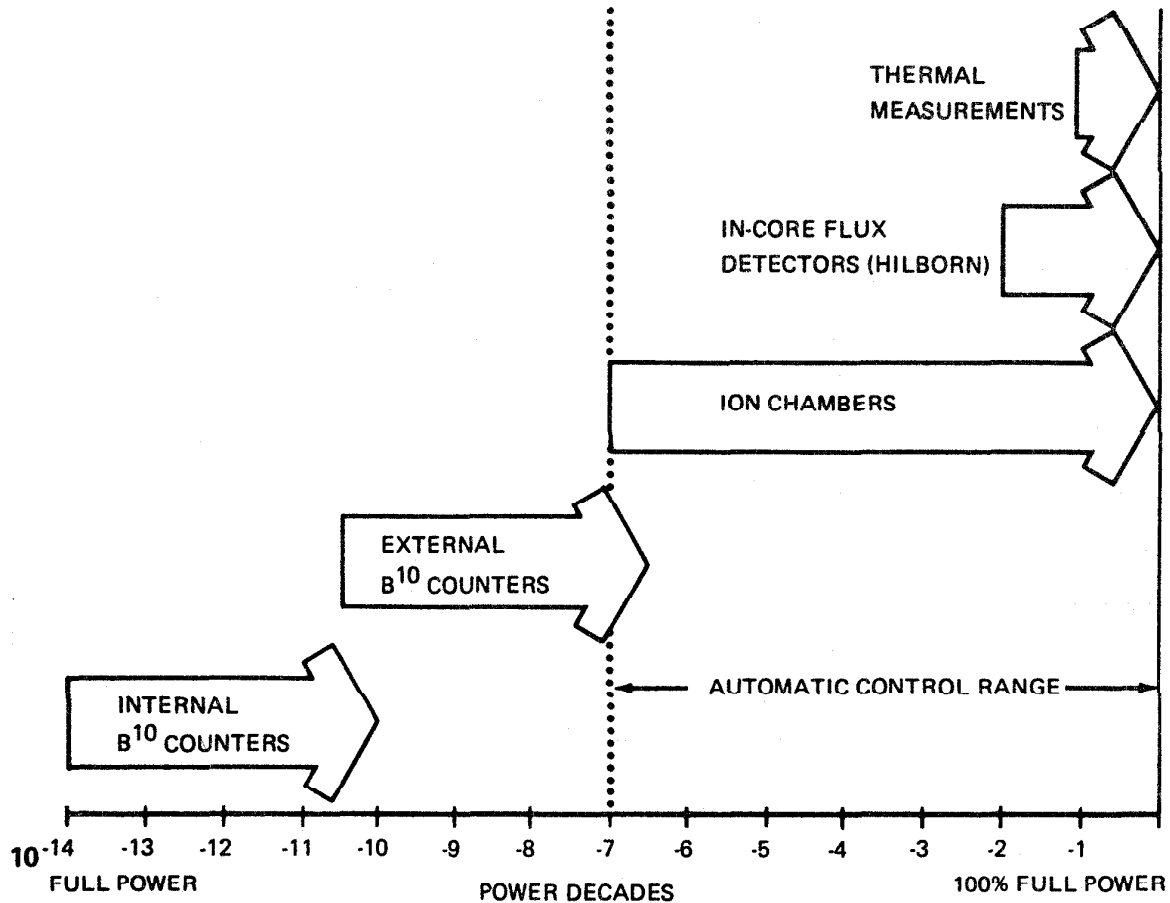 THERMAL
MEASUREMENTS
IN-CORE FLUX
DETECTORS (HILBORN)
ION CHAMBERS
EXTERNAL
B¹⁰ COUNTERS
AUTOMATIC CONTROL RANGE
INTERNAL
B¹⁰ COUNTERS
10⁻¹⁴ -13 -12 -11 -10 -9 -8 -7 -6 -5 -4 -3 -2 -1
FULL POWER POWER DECADES 100% FULL POWER